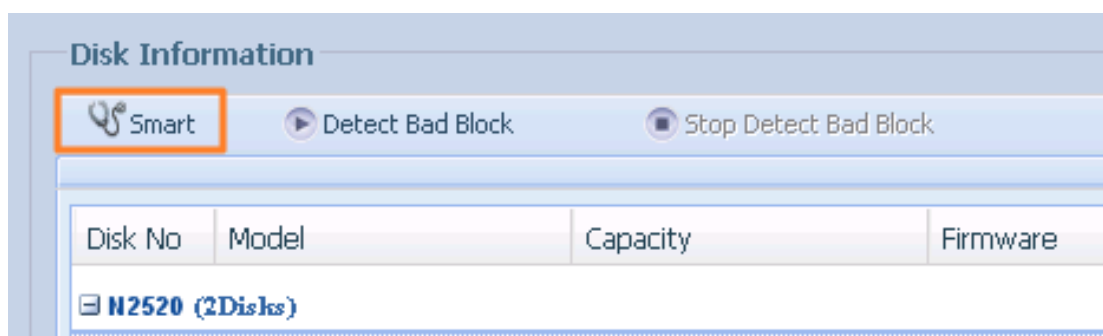 Disk Information
Smart Detect Bad Block Stop Detect Bad Block
Disk No Model Capacity Firmware
N2520 (2Disks)